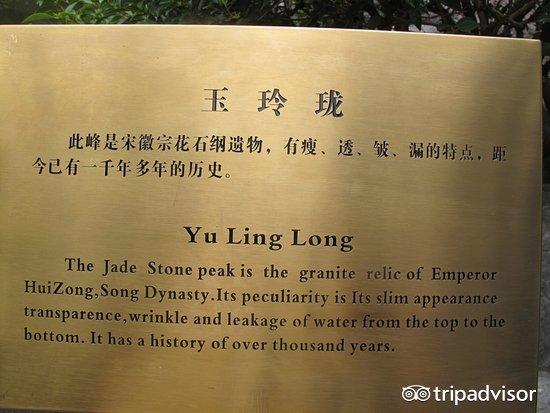 玉玲珑
此峰是宋徽宗花石纲遗物，有瘦、透、皱、漏的特点，距
今已有一千年多年的历史。
Yu Ling Long
The Jade Stone peak is the granite relic of Emperor
HuiZong,Song Dynasty.Its peculiarity is Its slim appearance
transparence,wrinkle and leakage of water from the top to the
bottom. It has a history of over thousand years.
tripadvisor